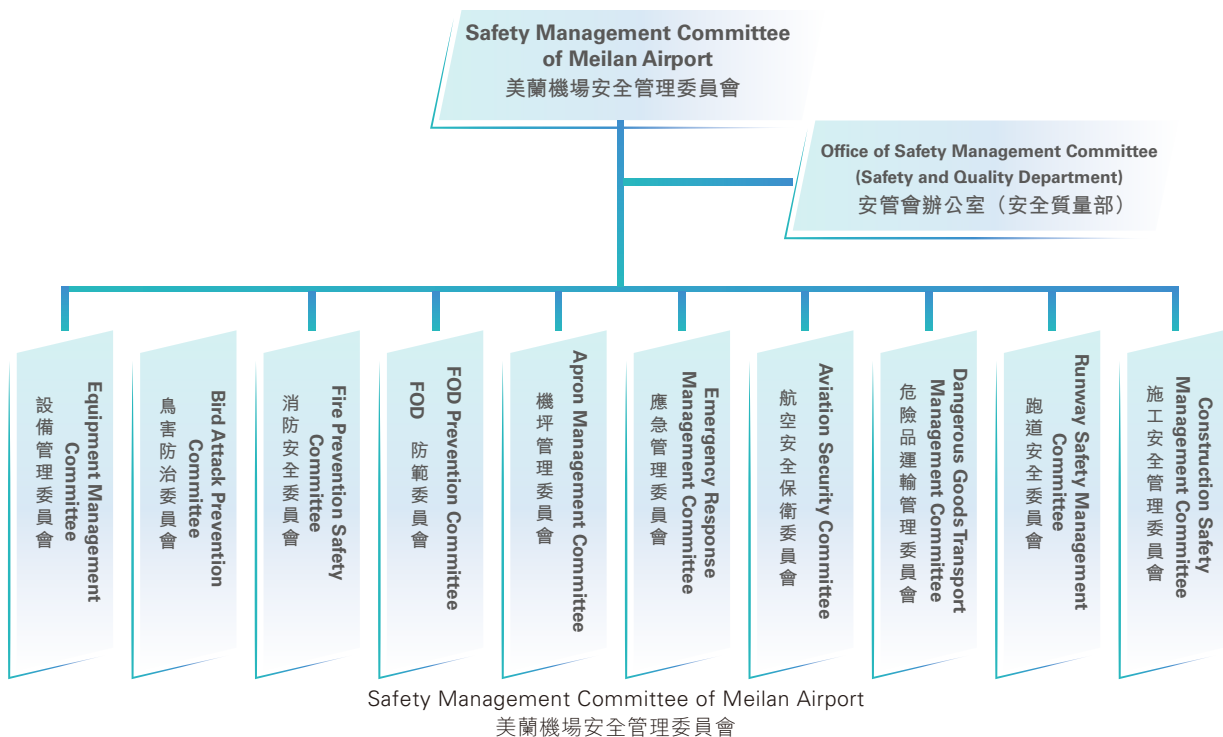 Safety Management Committee
of Meilan Airport
美蘭機場安全管理委員會
Office of Safety Management Committee
(Safety and Quality Department)
安管會辦公室（安全質量部）
Equipment Management
Committee
設備管理委員會
Bird Attack Prevention
Committee
鳥害防治委員會
Fire Prevention Safety
Committee
消防安全委員會
FOD Prevention Committee
FOD 防範委員會
Apron Management Committee
機坪管理委員會
Emergency Response
Management Committee
應急管理委員會
Aviation Security Committee
航空安全保衛委員會
Dangerous Goods Transport
Management Committee
危險品運輸管理委員會
Runway Safety Management
Committee
跑道安全委員會
Construction Safety
Management Committee
施工安全管理委員會
Safety Management Committee of Meilan Airport
美蘭機場安全管理委員會